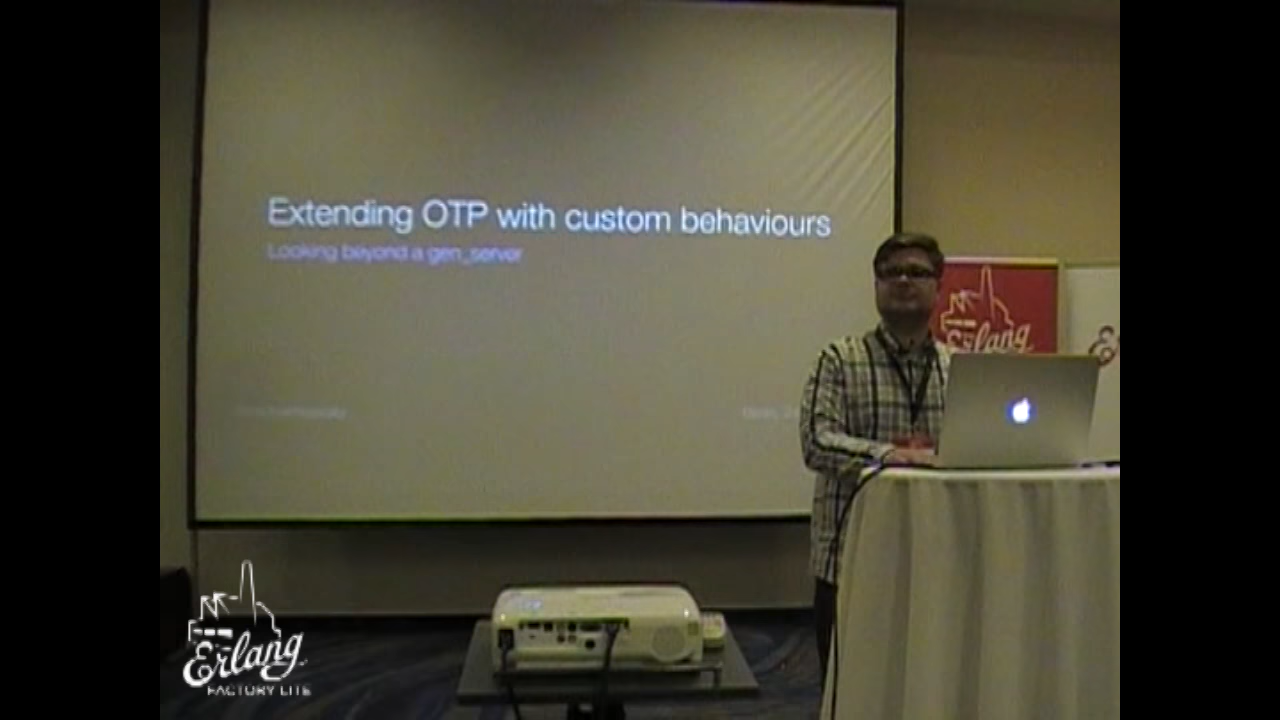 Extending OTP with custom behaviours
Looking beyond a gen_server
Erlang
Erlang
FACTORY LITE